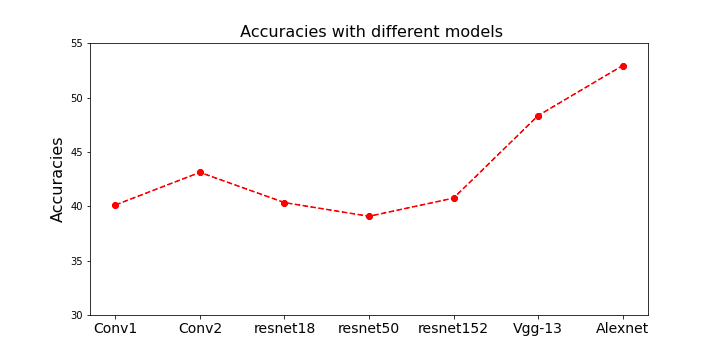 Accuracies with different models
Accuracies
55
50
45
40
35
30
Conv1 Conv2 resnet18 resnet50 resnet152 Vgg-13 Alexnet